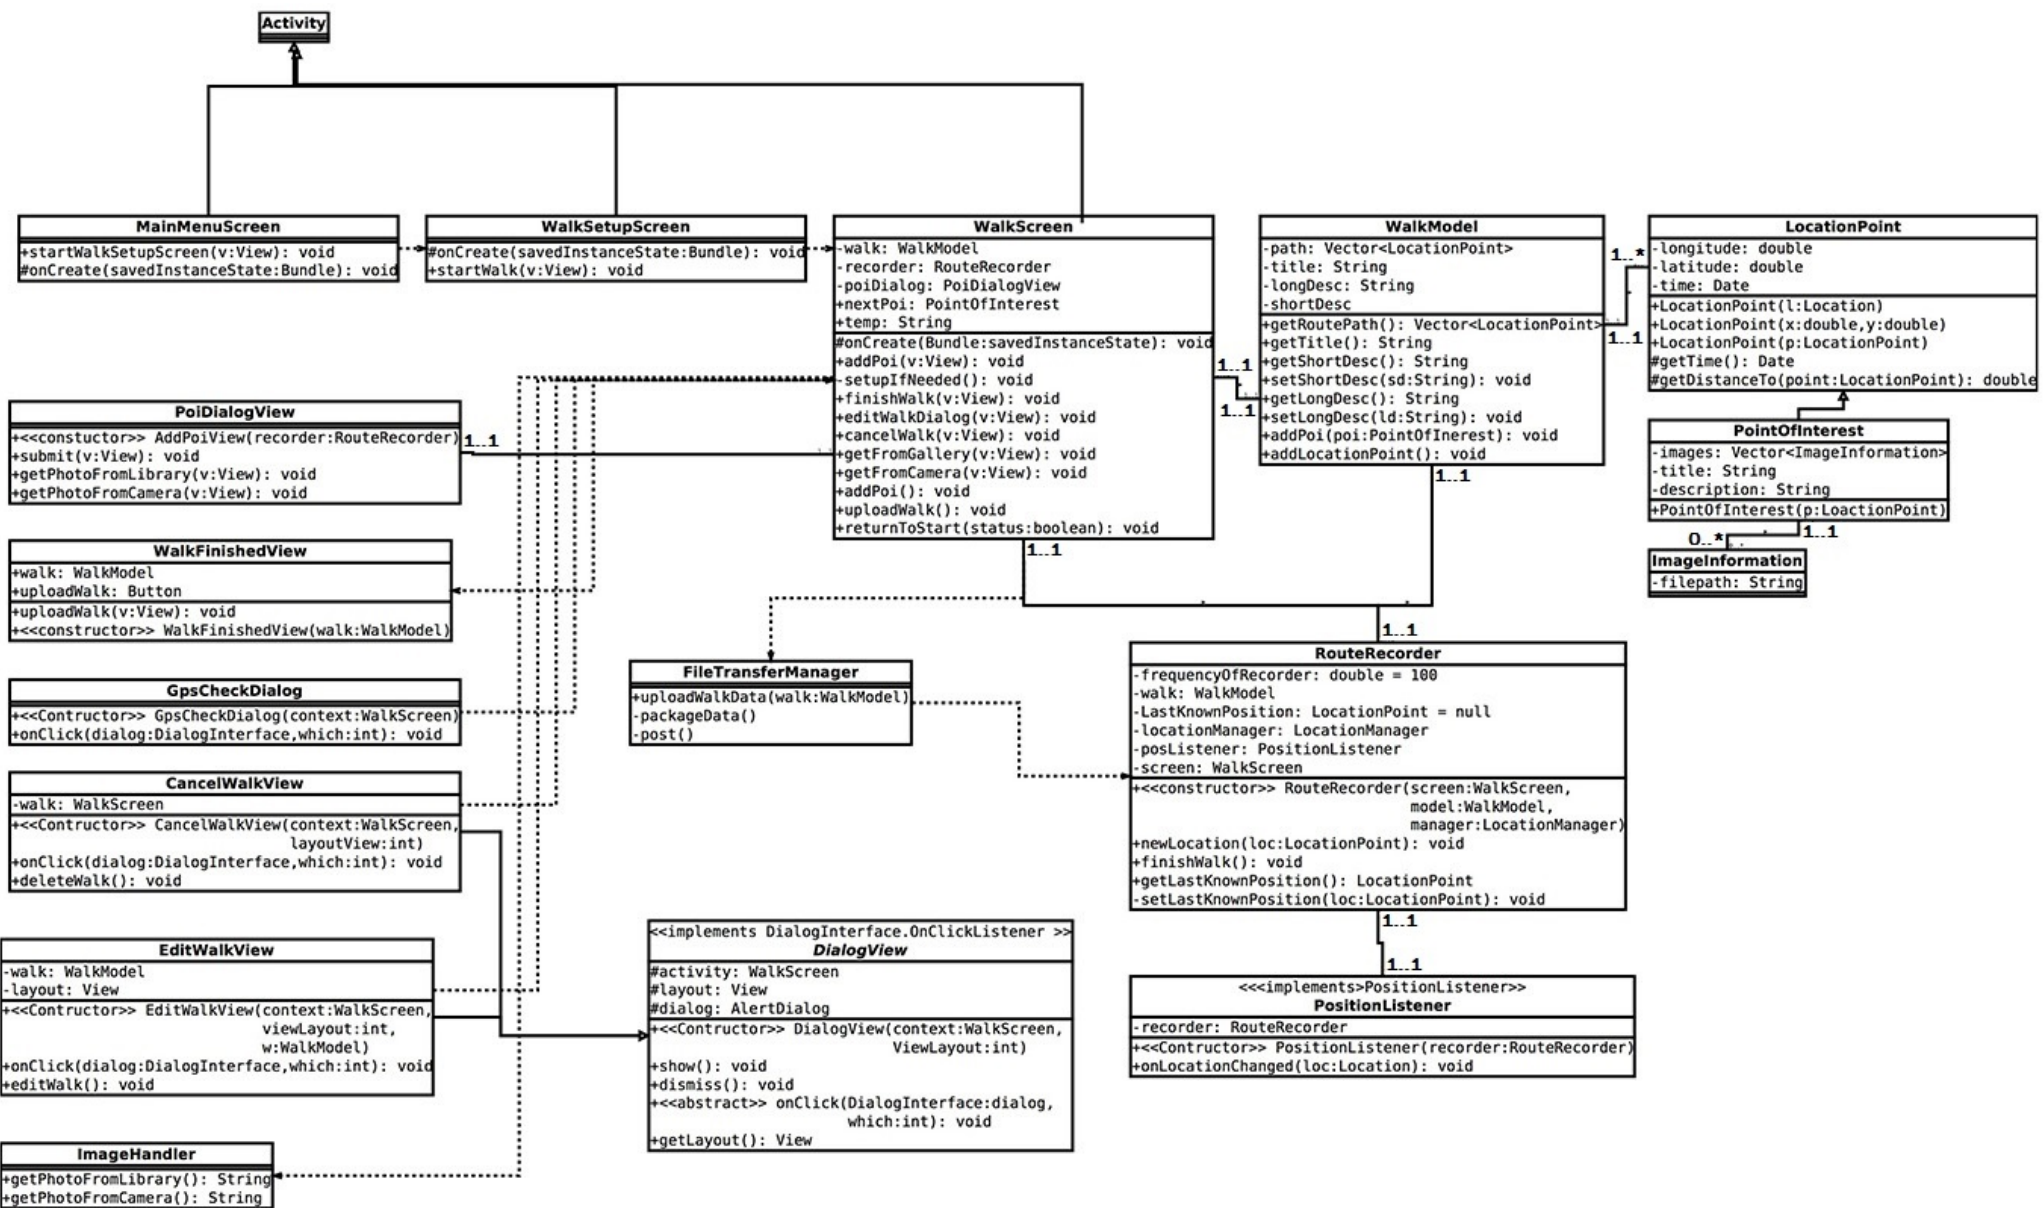 Activity
MainMenuScreen
+startWalkSetupScreen(v:View): void
#onCreate(savedInstanceState:Bundle): void
WalkSetupScreen
#onCreate(savedInstanceState:Bundle): void
+startWalk(v:View): void
WalkScreen
-walk: WalkModel
-recorder: RouteRecorder
-poiDialog: PoiDialogView
+nextPoi: PointOfInterest
+temp: String
#onCreate(Bundle:savedInstanceState): void
+addPoi(v:View): void
-setupIfNeeded(): void
+finishWalk(v:View): void
+editWalkDialog(v:View): void
+cancelWalk(v:View): void
+getFromGallery(v:View): void
+getFromCamera(v:View): void
+addPoi(): void
+uploadWalk(): void
+returnToStart(status:boolean): void
1..1
1..1
1..1
WalkModel
-path: Vector<LocationPoint>
-title: String
-longDesc: String
-shortDesc
+getRoutePath(): Vector<LocationPoint>
+getTitle(): String
+getShortDesc(): String
+setShortDesc(sd:String): void
+getLongDesc(): String
+setLongDesc(ld:String): void
+addPoi(poi:PointOfInerest): void
+addLocationPoint(): void
1..1
1..*
1..1
LocationPoint
-longitude: double
-latitude: double
-time: Date
+LocationPoint(l:Location)
+LocationPoint(x:double,y:double)
+LocationPoint(p:LocationPoint)
#getTime(): Date
#getDistanceTo(point:LocationPoint): double
PointOfInterest
-images: Vector<ImageInformation>
-title: String
-description: String
+PointOfInterest(p:LoactionPoint)
1..1
0..*
ImageInformation
-filepath: String
PoiDialogView
+<<constuctor>> AddPoiView(recorder:RouteRecorder)
+submit(v:View): void
+getPhotoFromLibrary(v:View): void
+getPhotoFromCamera(v:View): void
1..1
WalkFinishedView
+walk: WalkModel
+uploadWalk: Button
+uploadWalk(v:View): void
+<<constructor>> WalkFinishedView(walk:WalkModel)
GpsCheckDialog
+<<Contructor>> GpsCheckDialog(context:WalkScreen)
+onClick(dialog:DialogInterface,which:int): void
FileTransferManager
+uploadWalkData(walk:WalkModel)
-packageData()
-post()
1..1
RouteRecorder
-frequencyOfRecorder: double = 100
-walk: WalkModel
-LastKnownPosition: LocationPoint = null
-locationManager: LocationManager
-posListener: PositionListener
-screen: WalkScreen
+<<constructor>> RouteRecorder(screen:WalkScreen,
model:WalkModel,
manager:LocationManager)
+newLocation(loc:LocationPoint): void
+finishWalk(): void
+getLastKnownPosition(): LocationPoint
-setLastKnownPosition(loc:LocationPoint): void
1..1
CancelWalkView
-walk: WalkScreen
+<<Contructor>> CancelWalkView(context:WalkScreen,
layoutView:int)
+onClick(dialog:DialogInterface,which:int): void
+deleteWalk(): void
EditWalkView
-walk: WalkModel
-layout: View
+<<Contructor>> EditWalkView(context:WalkScreen,
viewLayout:int,
w:WalkModel)
+onClick(dialog:DialogInterface,which:int): void
+editWalk(): void
<<implements DialogInterface.OnClickListener >>
DialogView
#activity: WalkScreen
#layout: View
#dialog: AlertDialog
+<<Contructor>> DialogView(context:WalkScreen,
ViewLayout:int)
+show(): void
+dismiss(): void
+<<abstract>> onClick(DialogInterface:dialog,
which:int): void
+getLayout(): View
1..1
<<<implements>PositionListener>>
PositionListener
-recorder: RouteRecorder
+<<Contructor>> PositionListener(recorder:RouteRecorder)
+onLocationChanged(loc:Location): void
ImageHandler
+getPhotoFromLibrary(): String
+getPhotoFromCamera(): String